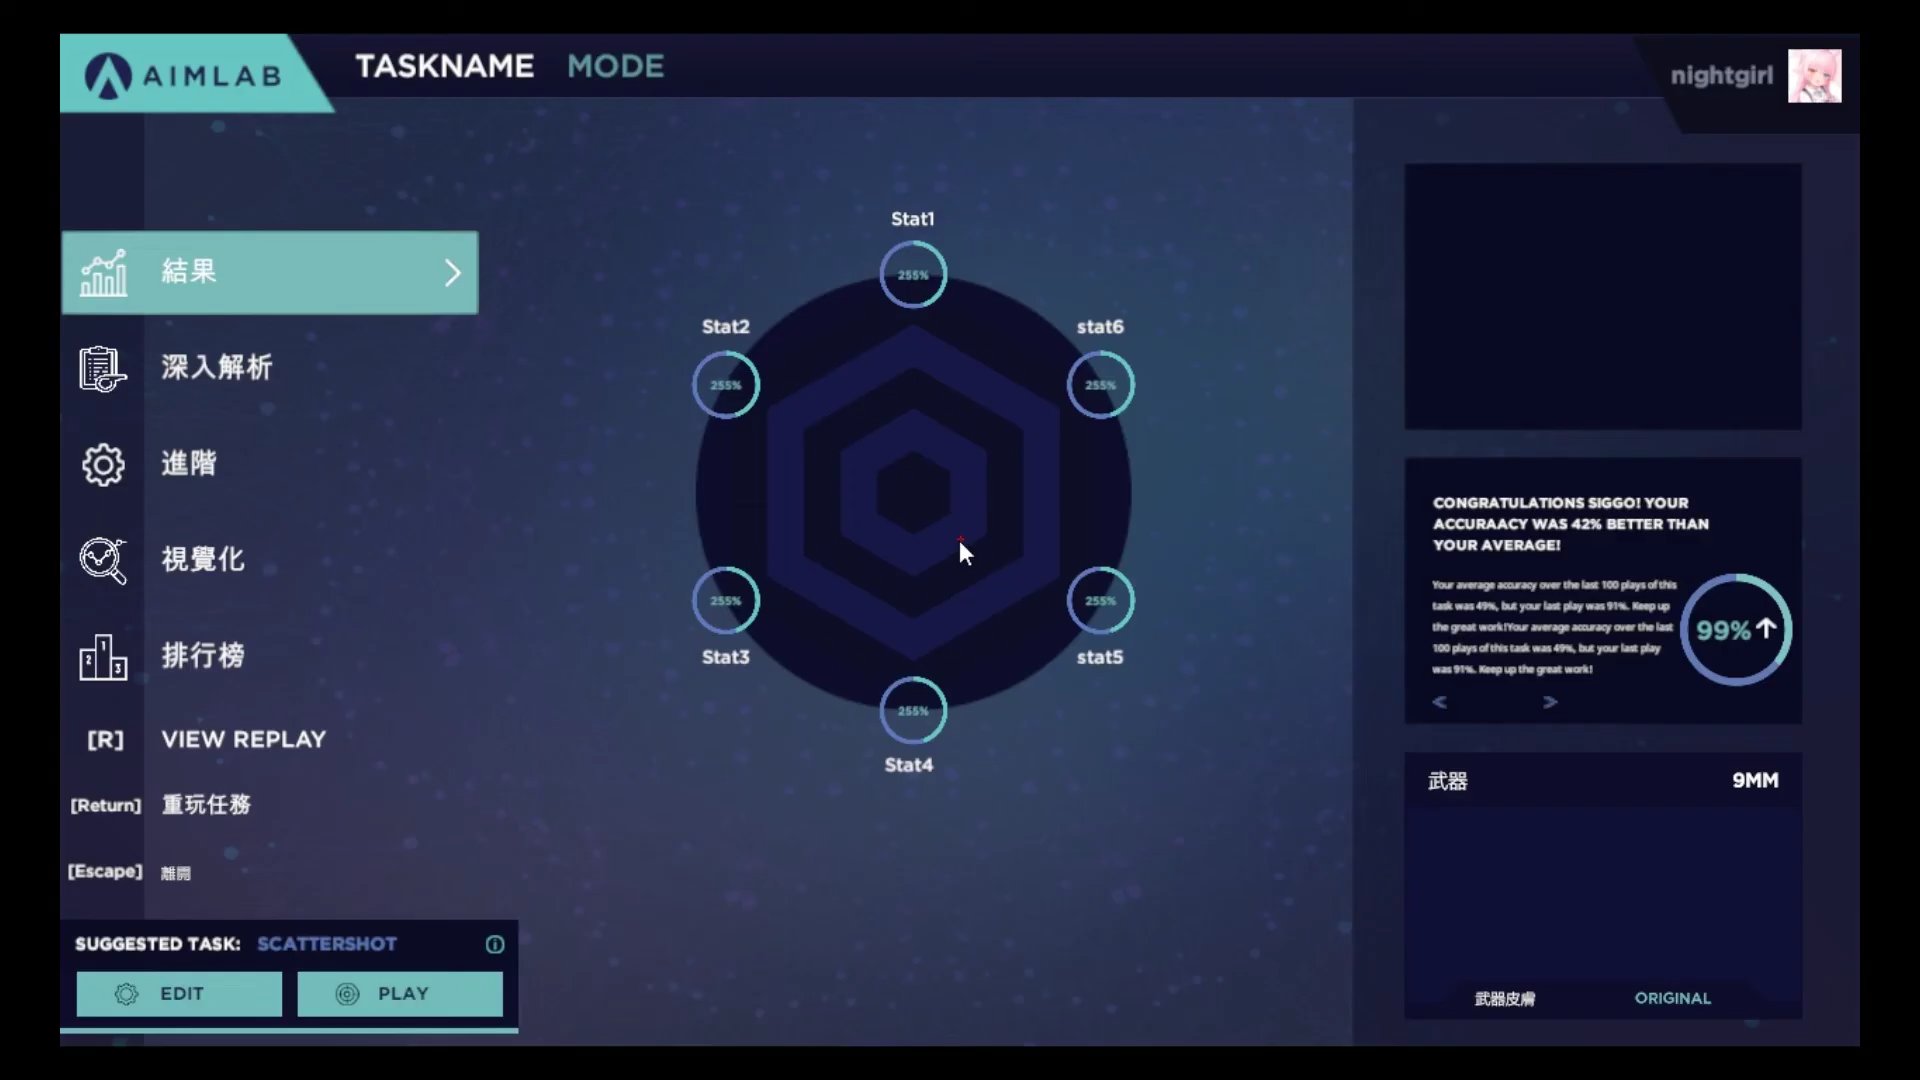 AIMLAB
TASKNAME MODE
nightgirl
結果
深入解析
進階
視覺化
排行榜
[R] VIEW REPLAY
[Return] 重玩任務
[Escape] 離開
SUGGESTED TASK: SCATTERSHOT
EDIT
PLAY
Stat1
255%
Stat2
255%
stat6
255%
255%
Stat3
255%
stat5
255%
Stat4
CONGRATULATIONS SIGGO! YOUR
ACCURAACY WAS 42% BETTER THAN
YOUR AVERAGE!
Your average accuracy over the last 100 plays of this
task was 49%, but your last play was 91%. Keep up
the great work!Your average accuracy over the last
100 plays of this task was 49%, but your last play
was 91%. Keep up the great work!
99%
< >
武器 9MM
武器皮膚 ORIGINAL